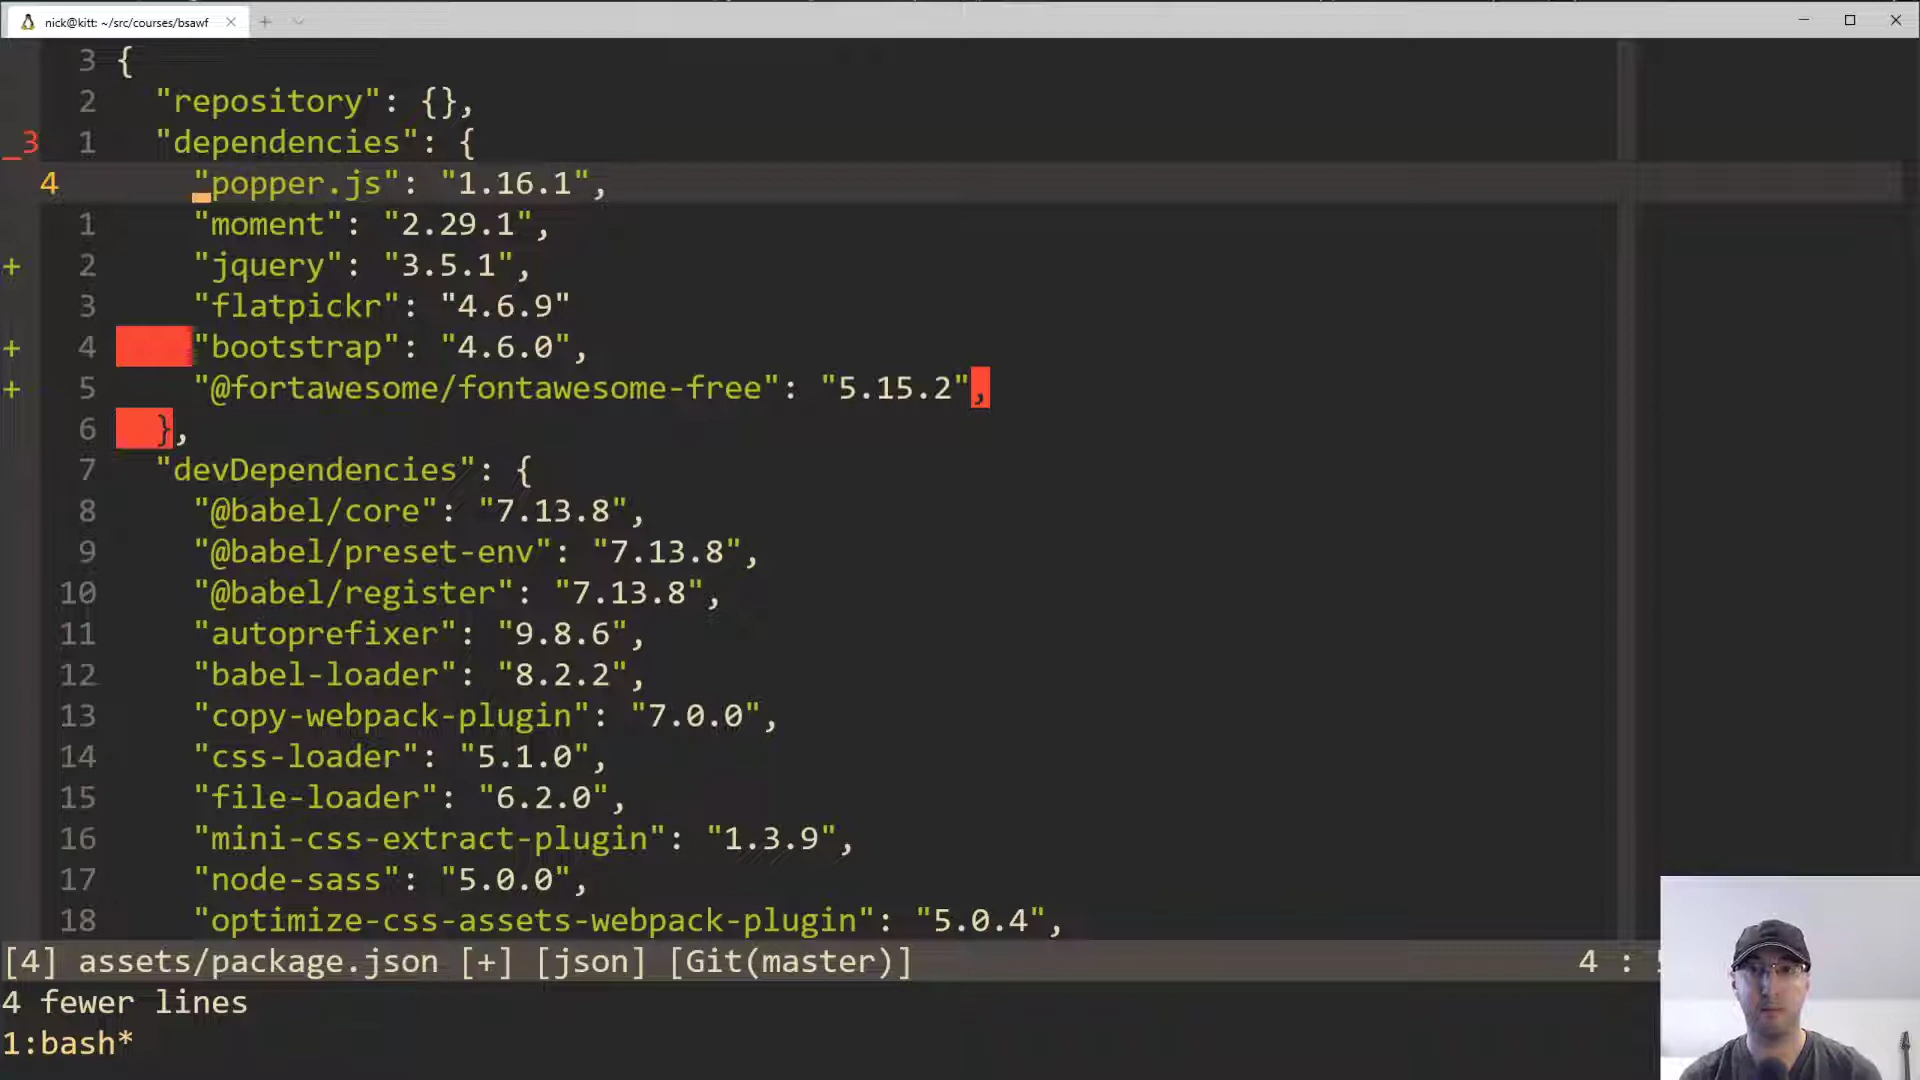 nick@kitt: ~/src/courses/bsawf
3 {
2 "repository": {},
_3 1 "dependencies": {
4 "popper.js": "1.16.1",
1 "moment": "2.29.1",
+ 2 "jquery": "3.5.1",
3 "flatpickr": "4.6.9"
+ 4 "bootstrap": "4.6.0",
+ 5 "@fortawesome/fontawesome-free": "5.15.2",
6 },
7 "devDependencies": {
8 "@babel/core": "7.13.8",
9 "@babel/preset-env": "7.13.8",
10 "@babel/register": "7.13.8",
11 "autoprefixer": "9.8.6",
12 "babel-loader": "8.2.2",
13 "copy-webpack-plugin": "7.0.0",
14 "css-loader": "5.1.0",
15 "file-loader": "6.2.0",
16 "mini-css-extract-plugin": "1.3.9",
17 "node-sass": "5.0.0",
18 "optimize-css-assets-webpack-plugin": "5.0.4",
[4] assets/package.json [+] [json] [Git(master)] 4 :
4 fewer lines
1:bash*